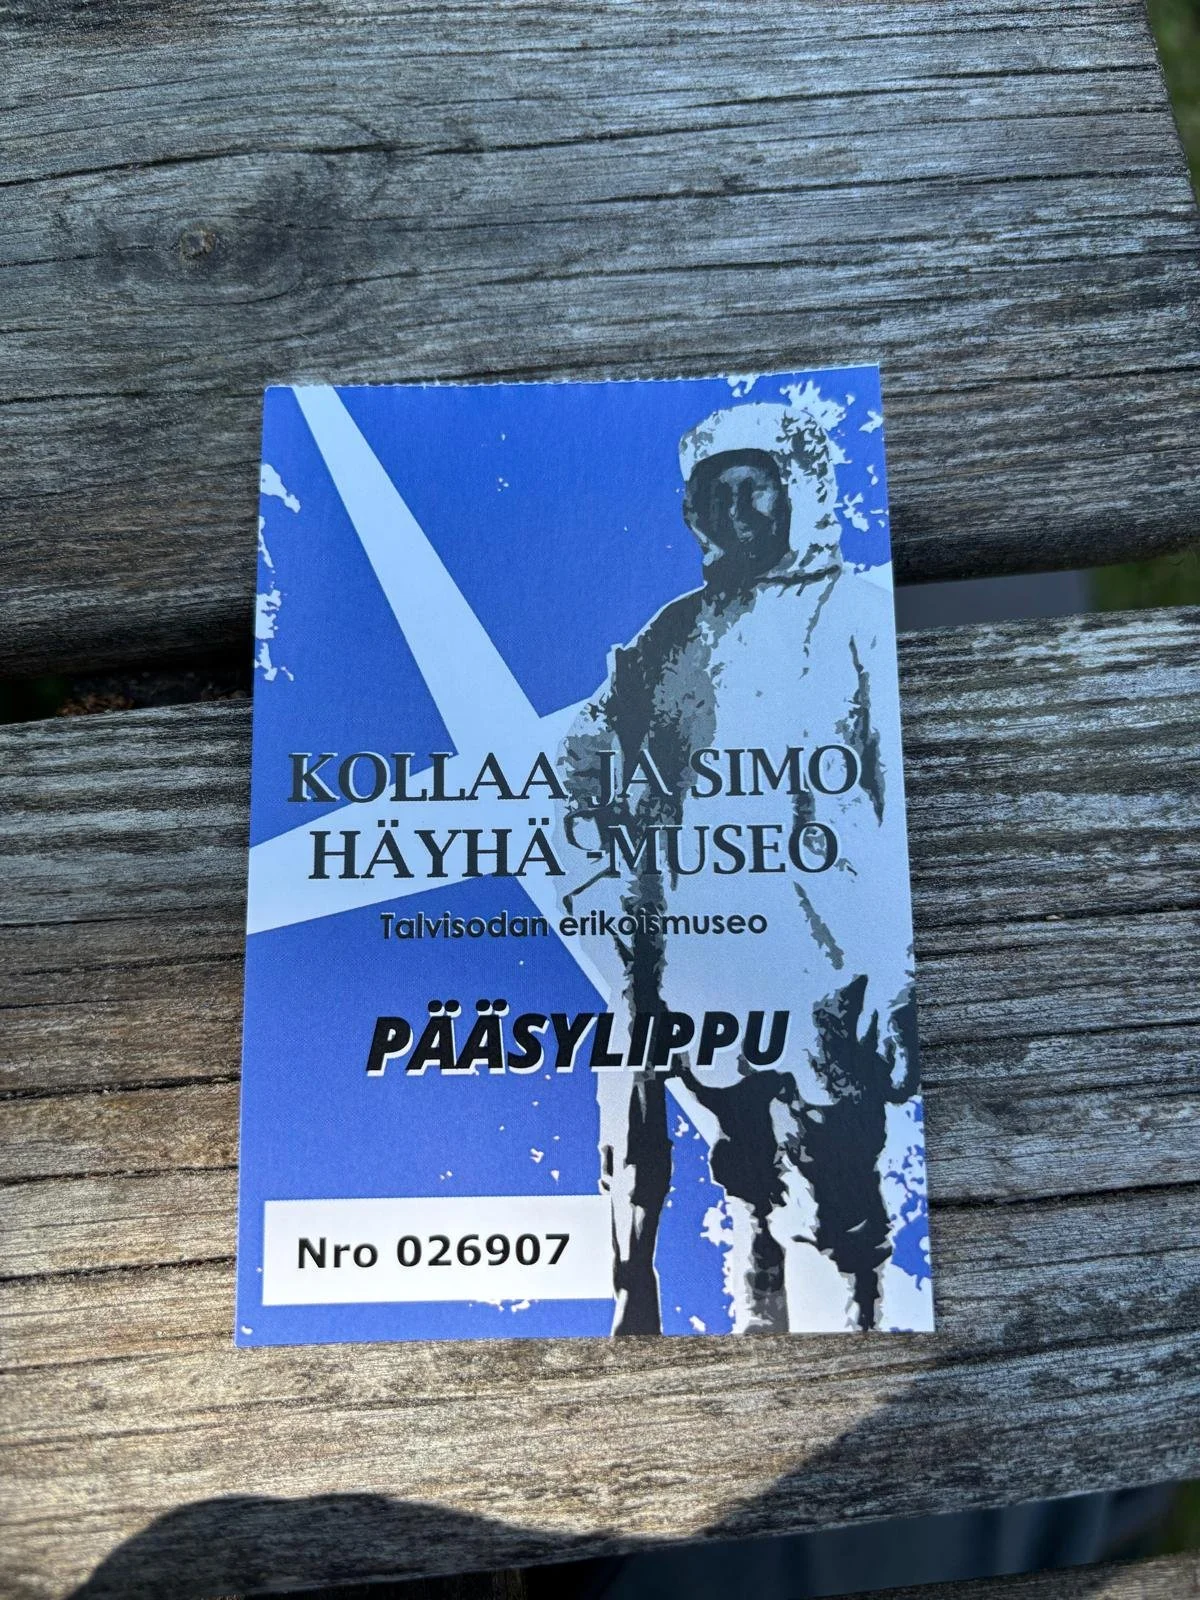 KOLLAA JA SIMO
HÄYHÄ -MUSEO
Talvisodan erikoismuseo
PÄÄSYLIPPU
Nro 026907